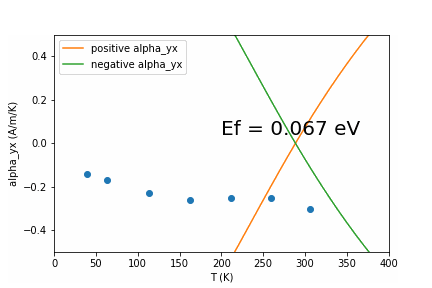 positive alpha_yx
negative alpha_yx
0.4
0.2
0.0
−0.2
−0.4
alpha_yx (A/m/K)
Ef = 0.067 eV
0 50 100 150 200 250 300 350 400
T (K)